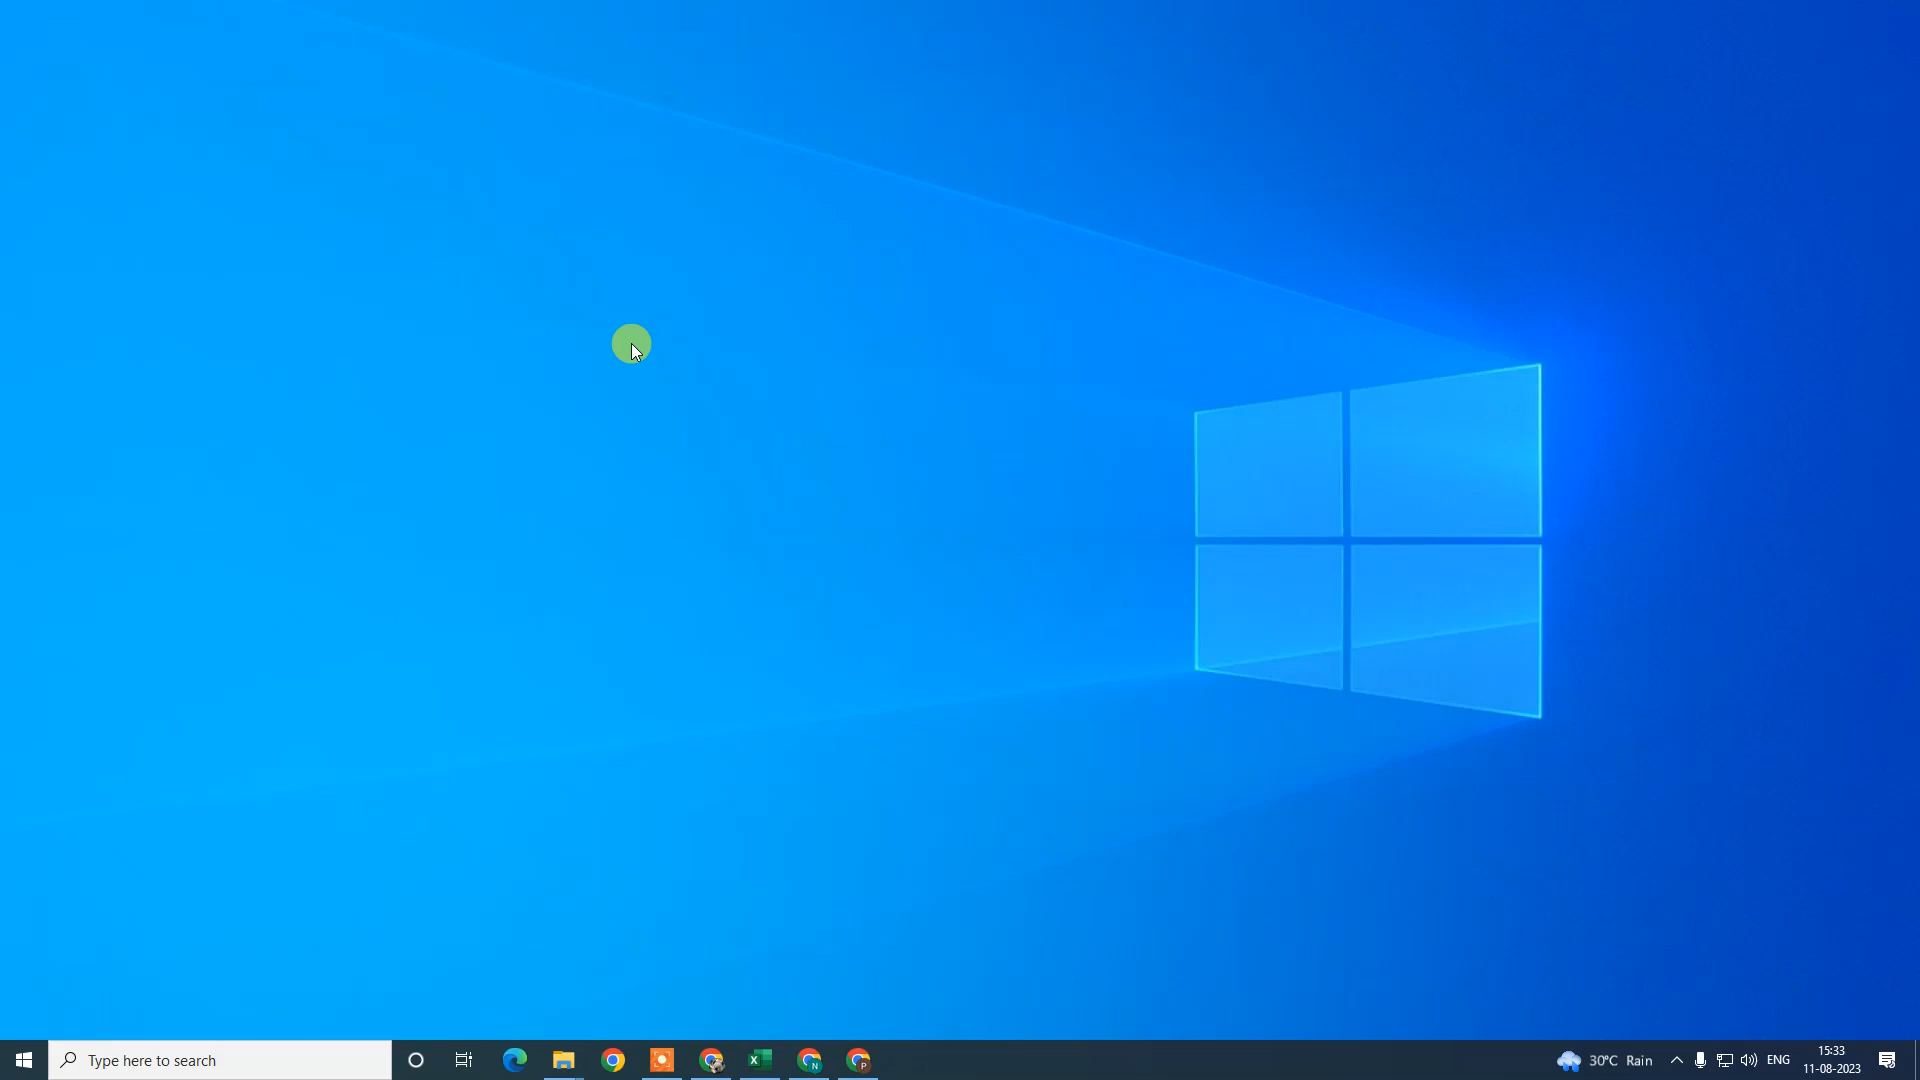 Type here to search
30°C Rain
ENG
15:33
11-08-2023
X
N
P